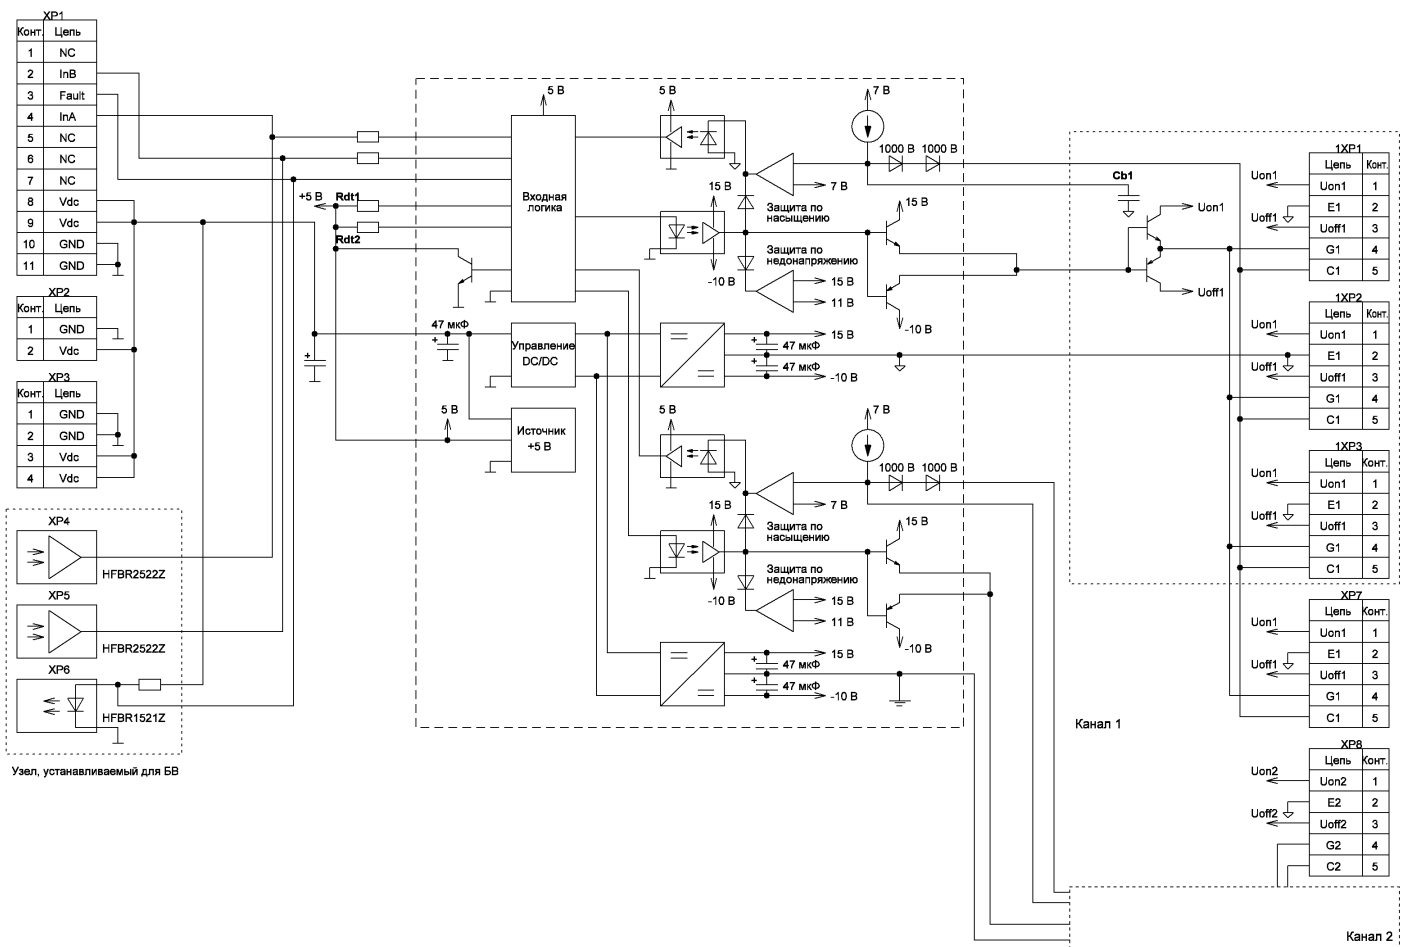 XP1
Конт. Цепь
1 NC
2 InB
3 Fault
4 InA
5 NC
6 NC
7 NC
8 Vdc
9 Vdc
10 GND
11 GND
XP2
Конт. Цепь
1 GND
2 Vdc
XP3
Конт. Цепь
1 GND
2 GND
3 Vdc
4 Vdc
XP4
HFBR2522Z
XP5
HFBR2522Z
XP6
HFBR1521Z
Узел, устанавливаемый для БВ
+
+5 В
Rdt1
Rdt2
5 В
Входная
логика
47 мкФ
+
Управление
DC/DC
5 В
Источник
+5 В
5 В
7 В
1000 В 1000 В
7 В
15 В
Защита по
насыщению
15 В
Защита по
недонапряжению
-10 В
15 В
11 В
-10 В
15 В
+
47 мкФ
+
47 мкФ
-10 В
5 В
7 В
1000 В 1000 В
7 В
15 В
Защита по
насыщению
15 В
Защита по
недонапряжению
-10 В
15 В
11 В
-10 В
15 В
+
47 мкФ
+
47 мкФ
-10 В
Cb1
Uon1
Uoff1
1XP1
Цепь Конт.
Uon1 Uon1 1
E1 2
Uoff1 Uoff1 3
G1 4
C1 5
1XP2
Цепь Конт.
Uon1 Uon1 1
E1 2
Uoff1 Uoff1 3
G1 4
C1 5
1XP3
Цепь Конт.
Uon1 Uon1 1
E1 2
Uoff1 Uoff1 3
G1 4
C1 5
XP7
Цепь Конт.
Uon1 Uon1 1
E1 2
Uoff1 Uoff1 3
G1 4
C1 5
Канал 1
XP8
Цепь Конт.
Uon2 Uon2 1
E2 2
Uoff2 Uoff2 3
G2 4
C2 5
Канал 2